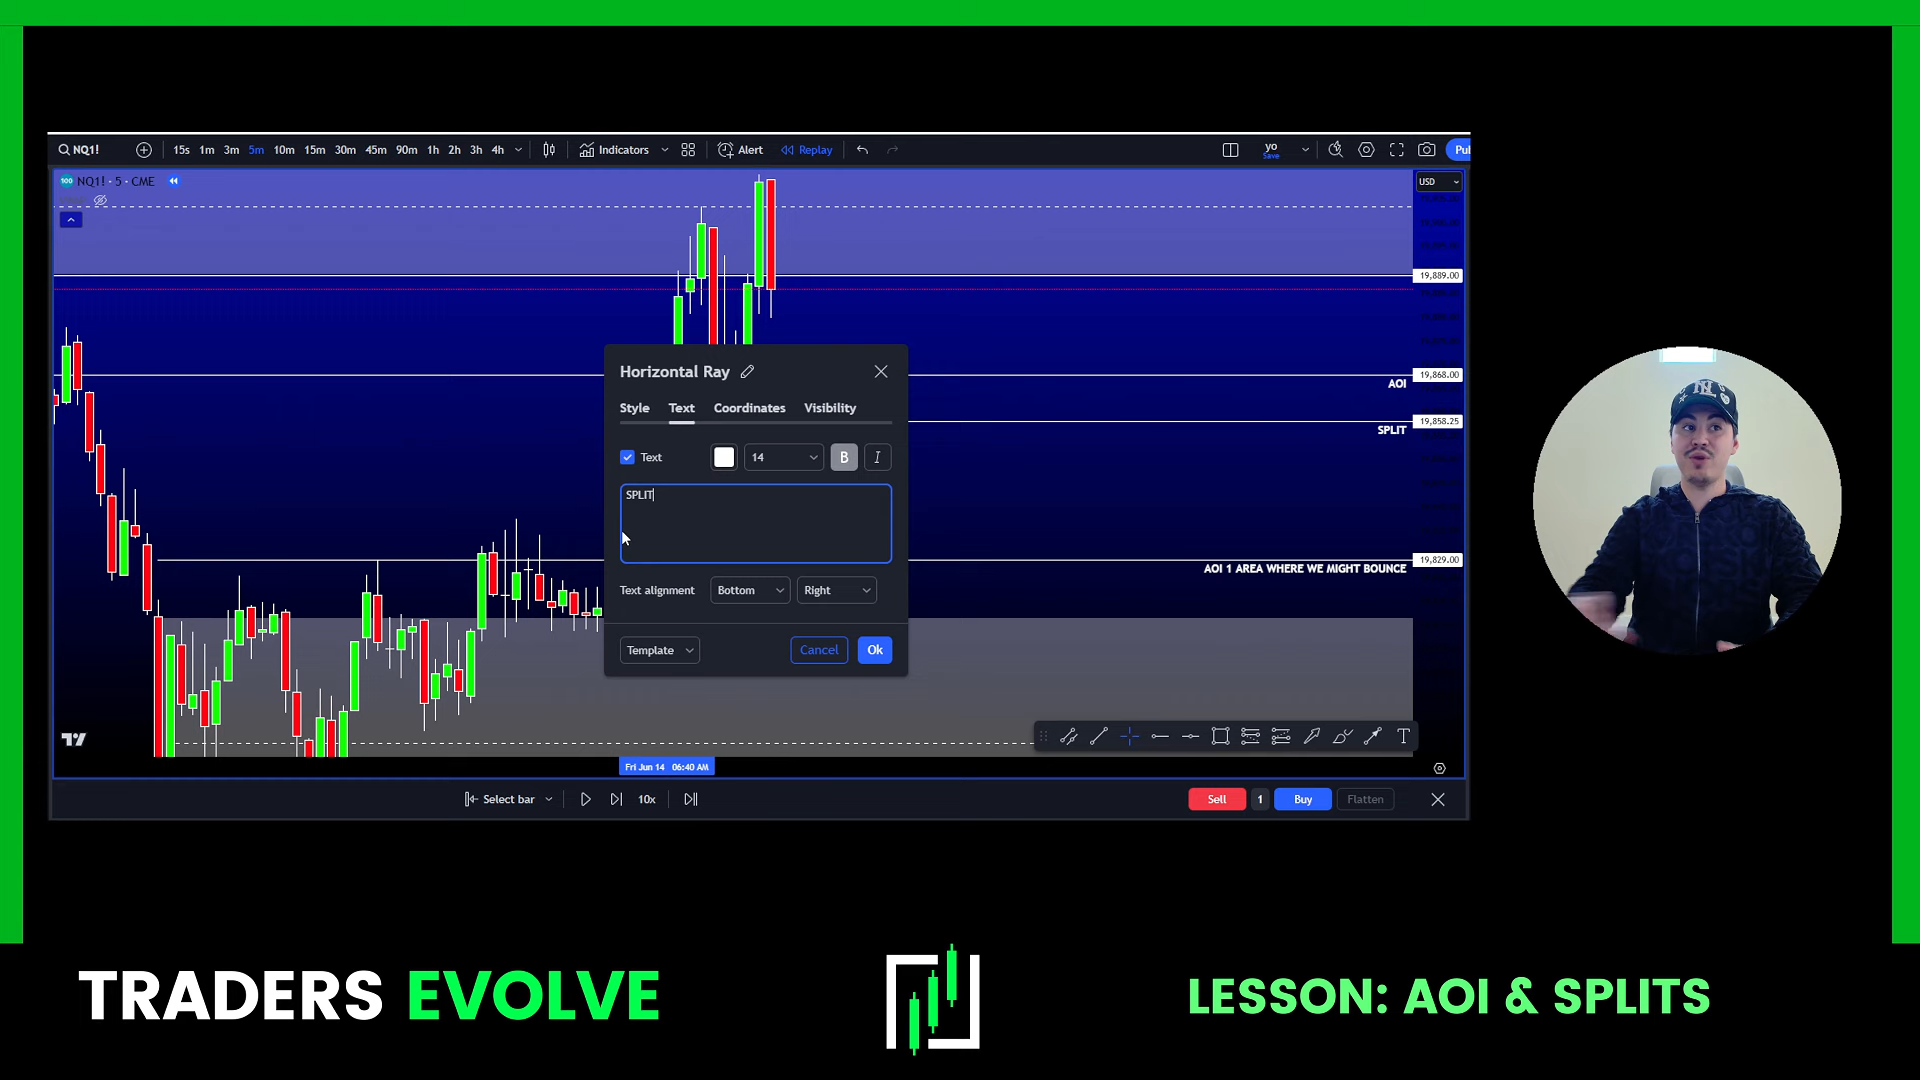 NQ1!
15s 1m 3m 5m 10m 15m 30m 45m 90m 1h 2h 3h 4h
Indicators
Alert
Replay
yo
Save
Pul
NQ1! · 5 · CME
USD
19,889.00
19,868.00
AOI
19,858.25
SPLIT
19,829.00
AOI 1 AREA WHERE WE MIGHT BOUNCE
Horizontal Ray
Style Text Coordinates Visibility
Text 14 B I
SPLIT
Text alignment Bottom Right
Template Cancel Ok
Fri Jun 14 06:40 AM
Select bar 10x
Sell 1 Buy Flatten
TRADERS EVOLVE
LESSON: AOI & SPLITS